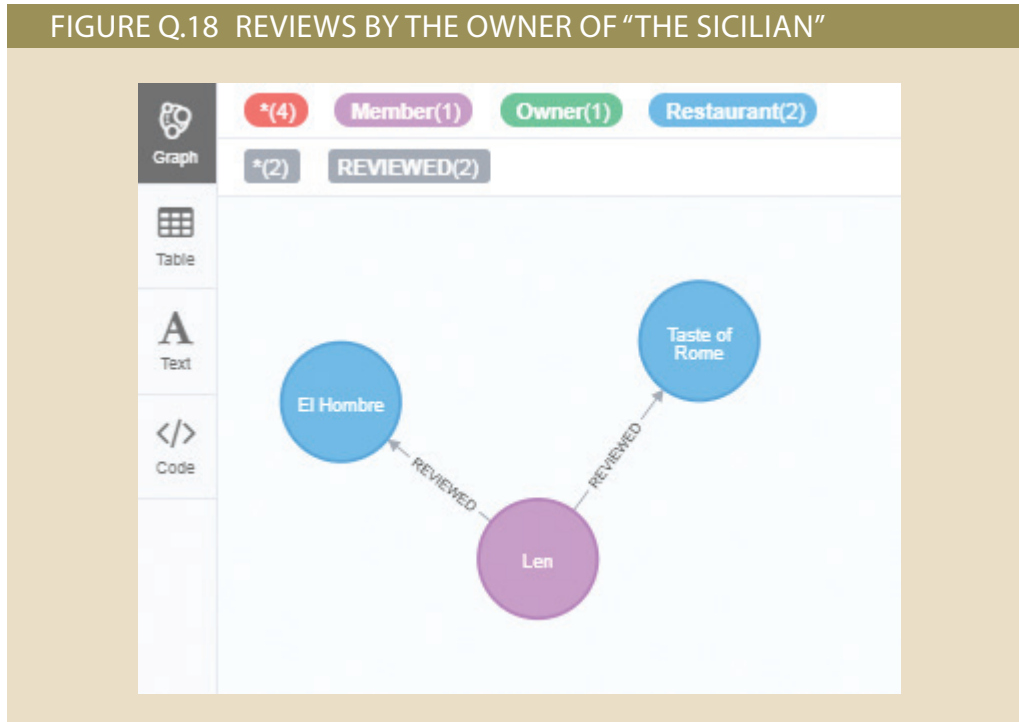 FIGURE Q.18 REVIEWS BY THE OWNER OF “THE SICILIAN”
*(4) Member(1) Owner(1) Restaurant(2)
Graph
*(2) REVIEWED(2)
Table
A
Text
</>
Code
Taste of
Rome
El Hombre
REVIEWED
REVIEWED
Len